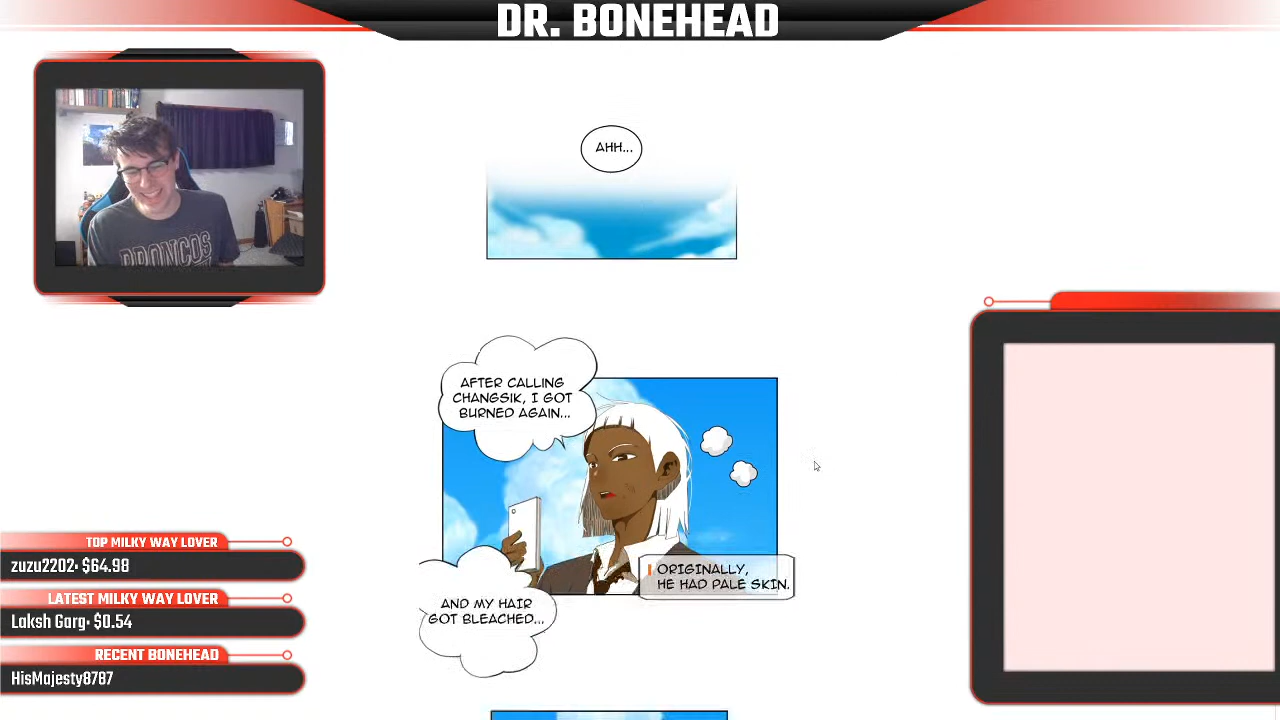 DR. BONEHEAD
AHH...
AFTER CALLING
CHANGSIK, I GOT
BURNED AGAIN...
ORIGINALLY,
HE HAD PALE SKIN.
AND MY HAIR
GOT BLEACHED...
BRONCOS
TOP MILKY WAY LOVER
zuzu2202• $64.98
LATEST MILKY WAY LOVER
Laksh Garg• $0.54
RECENT BONEHEAD
HisMajesty8787